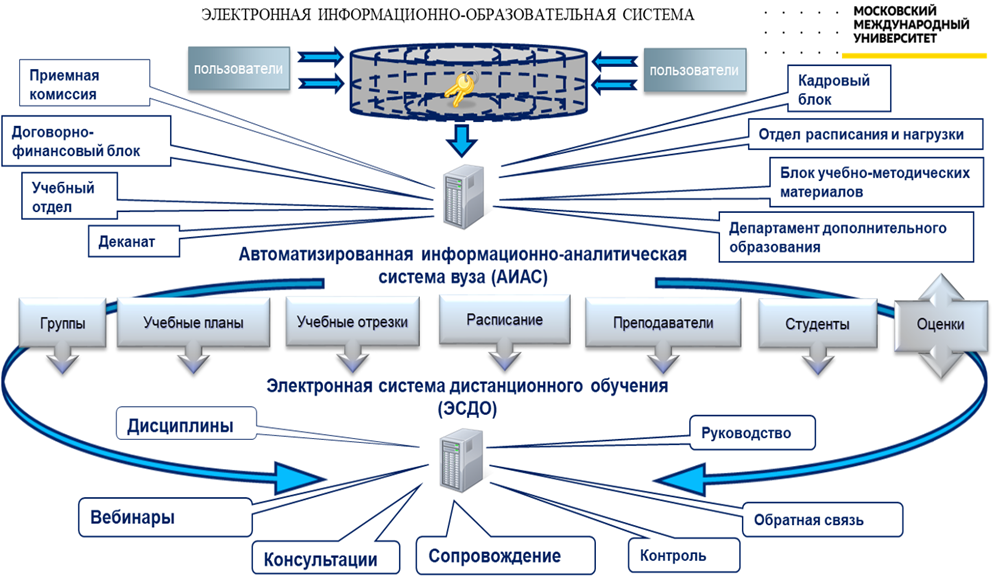 ЭЛЕКТРОННАЯ ИНФОРМАЦИОННО-ОБРАЗОВАТЕЛЬНАЯ СИСТЕМА
МОСКОВСКИЙ
МЕЖДУНАРОДНЫЙ
УНИВЕРСИТЕТ
пользователи
пользователи
Приемная
комиссия
Кадровый
блок
Договорно-
финансовый блок
Отдел расписания и нагрузки
Учебный
отдел
Блок учебно-методических
материалов
Деканат
Департамент дополнительного
образования
Автоматизированная информационно-аналитическая
система вуза (АИАС)
Группы
Учебные планы
Учебные отрезки
Расписание
Преподаватели
Студенты
Оценки
Электронная система дистанционного обучения
(ЭСДО)
Дисциплины
Руководство
Вебинары
Обратная связь
Консультации
Сопровождение
Контроль